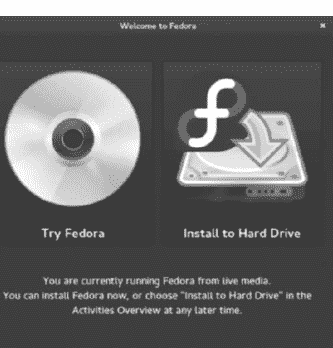 Welcome to Fedora
Try Fedora
Install to Hard Drive
You are currently running Fedora from live media.
You can install Fedora now, or choose "Install to Hard Drive" in the
Activities Overview at any later time.